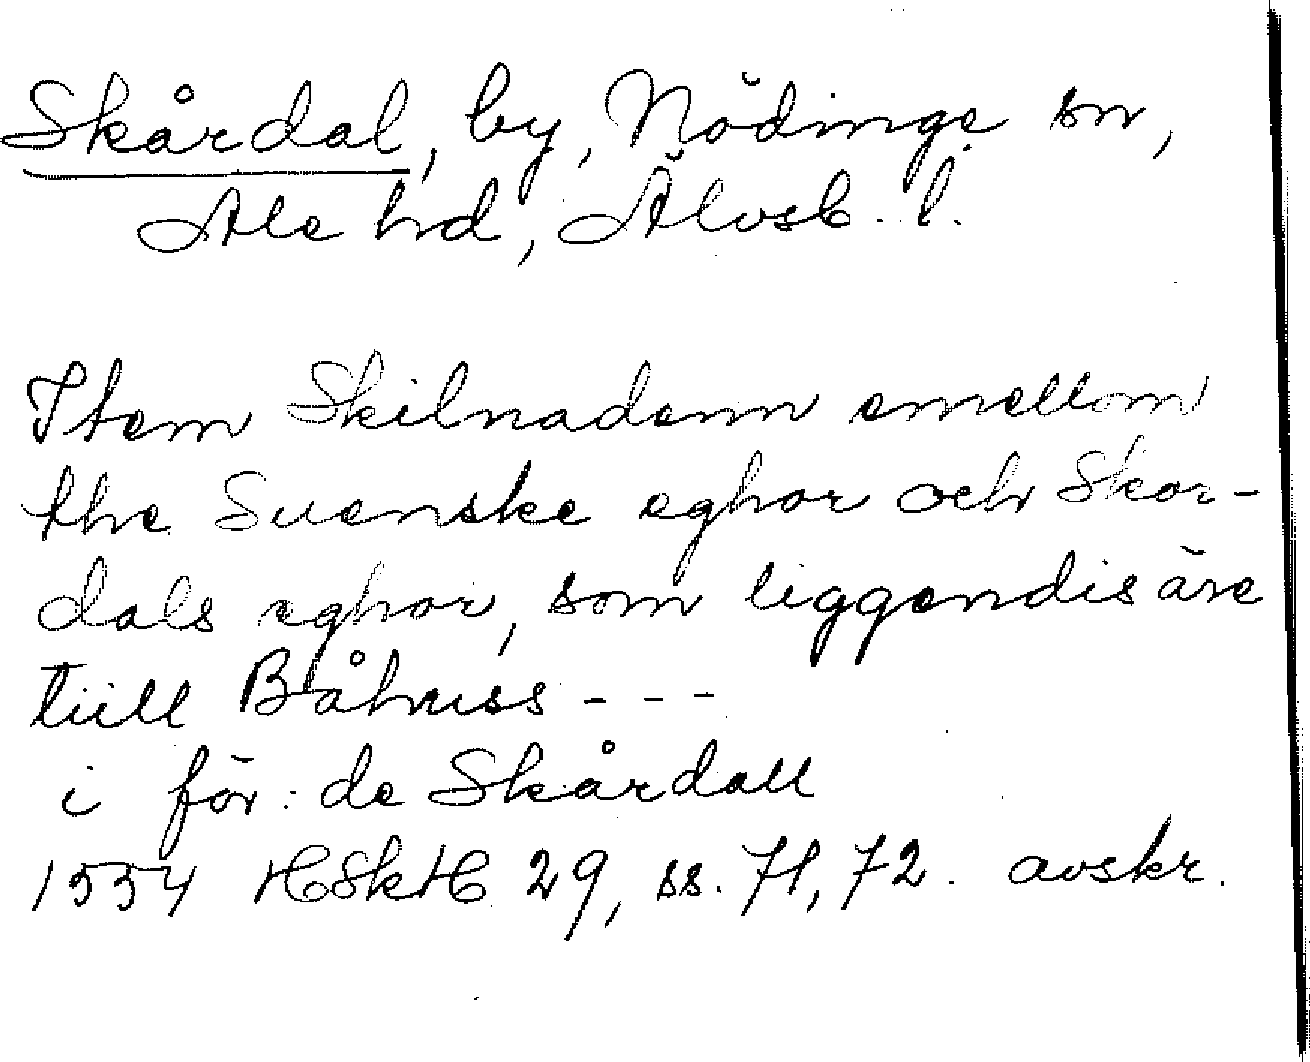 Skårdal, by, Nödinge sn,
Ale hd, Älvsb. l.
Item Skilnadenn emellom
the Suenske eghor och Skor-
dals eghor, som liggendis äre
tiill Båhuss - - -
i för: de Skårdall
1554 HSkH 29, ss. 71, 72. avskr.